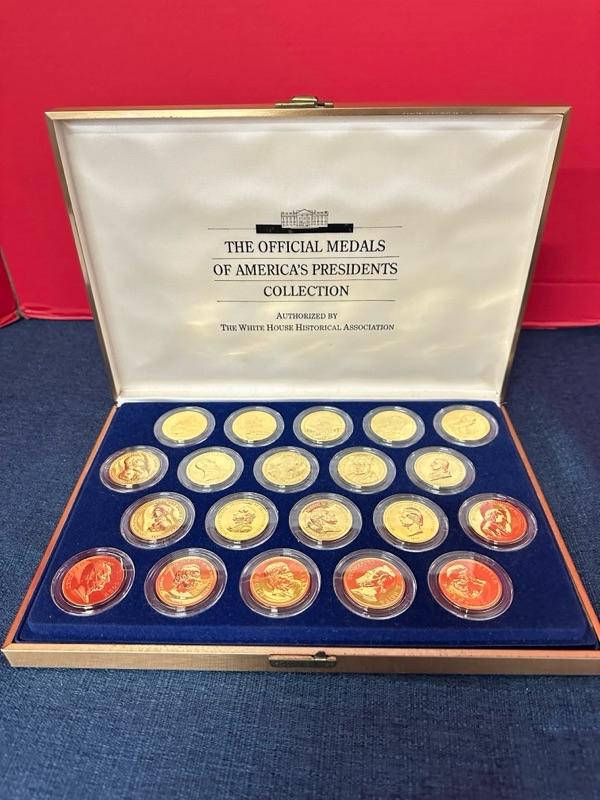 THE OFFICIAL MEDALS
OF AMERICA'S PRESIDENTS
COLLECTION
AUTHORIZED BY
THE WHITE HOUSE HISTORICAL ASSOCIATION